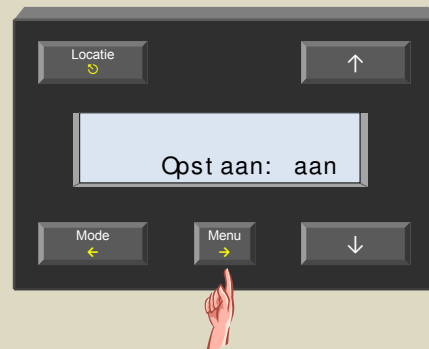 Locatie
↑
Opstaan: aan
Mode
←
Menu
→
↓